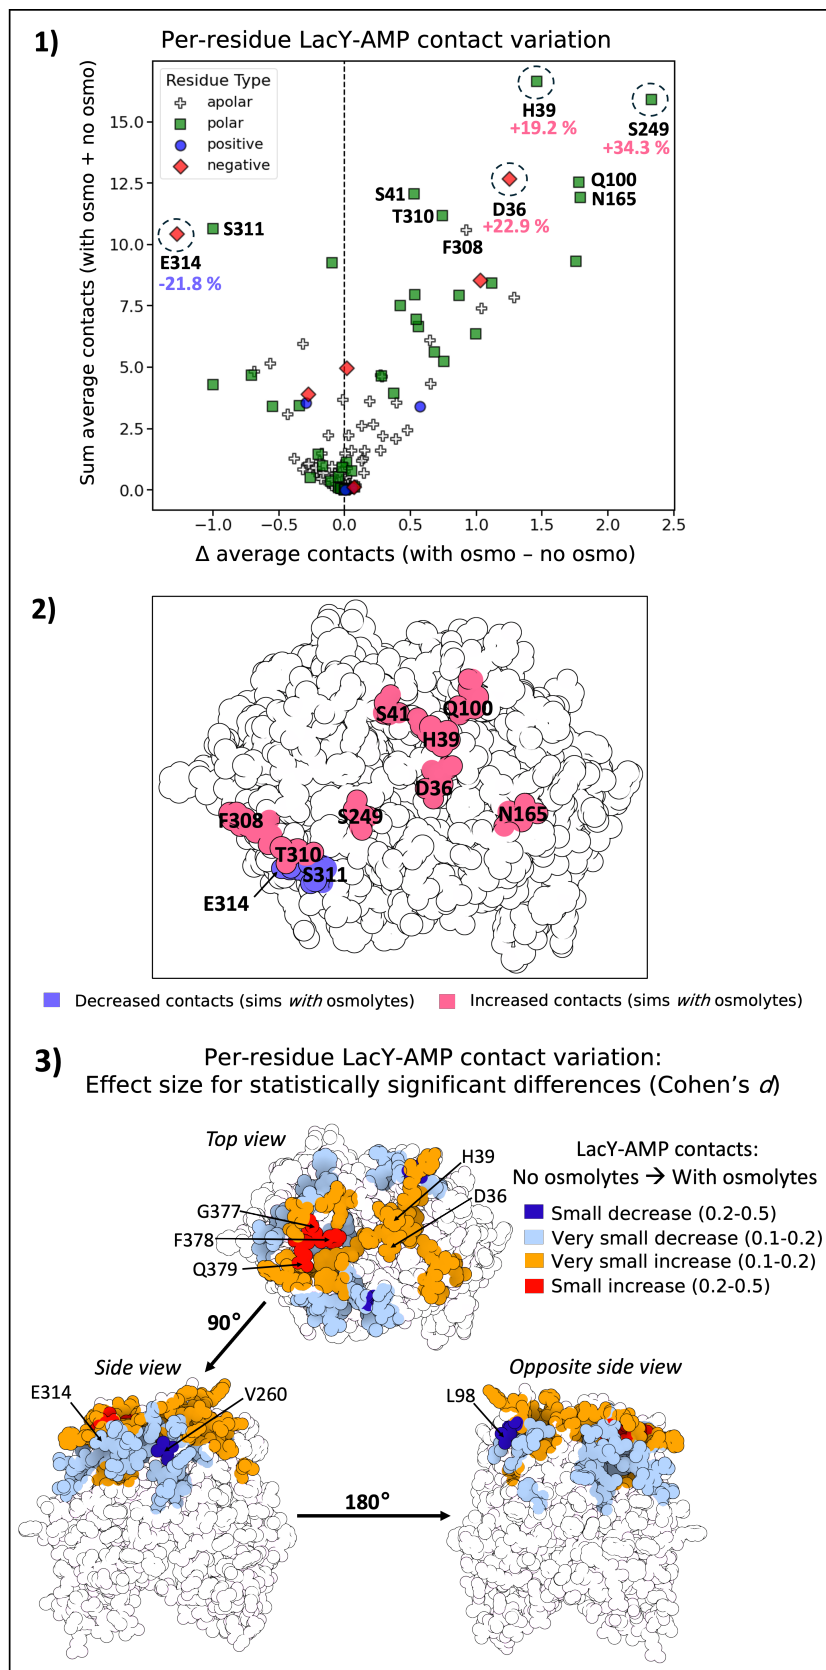 1)
Per-residue LacY-AMP contact variation
Sum average contacts (with osmo + no osmo)
Residue Type
apolar
polar
positive
negative
15.0
12.5
10.0
7.5
5.0
2.5
0.0
H39
+19.2 %
S249
+34.3 %
S41
T310
D36
+22.9 %
Q100
N165
F308
S311
E314
-21.8 %
−1.0
−0.5
0.0
0.5
1.0
1.5
2.0
2.5
Δ average contacts (with osmo – no osmo)
2)
S41
Q100
H39
D36
F308
S249
N165
T310
S311
E314
Decreased contacts (sims with osmolytes)
Increased contacts (sims with osmolytes)
3)
Per-residue LacY-AMP contact variation:
Effect size for statistically significant differences (Cohen’s d)
Top view
H39
D36
G377
F378
Q379
LacY-AMP contacts:
No osmolytes → With osmolytes
Small decrease (0.2-0.5)
Very small decrease (0.1-0.2)
Very small increase (0.1-0.2)
Small increase (0.2-0.5)
90°
Side view
E314
V260
Opposite side view
L98
180°